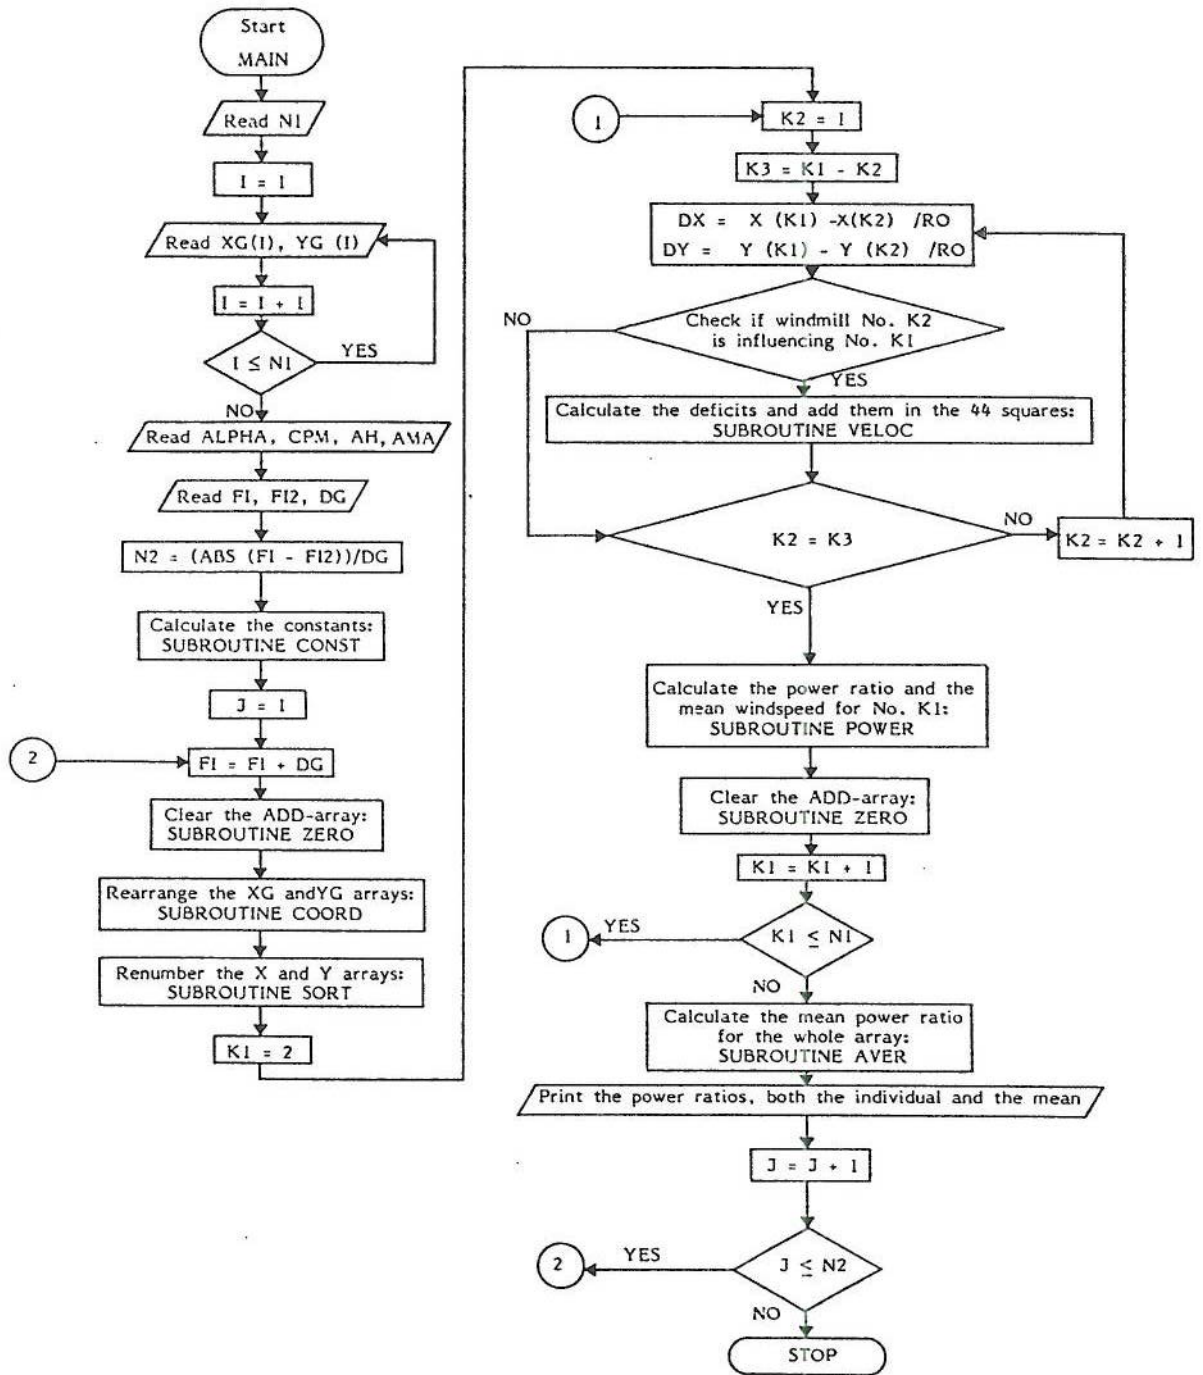 Start
MAIN
Read N1
I = 1
Read XG(I), YG (I)
I = I + 1
I ≤ N1
YES
NO
Read ALPHA, CPM, AH, AMA
Read FI, FI2, DG
N2 = (ABS (FI - FI2))/DG
Calculate the constants:
SUBROUTINE CONST
J = 1
2
FI = FI + DG
Clear the ADD-array:
SUBROUTINE ZERO
Rearrange the XG andYG arrays:
SUBROUTINE COORD
Renumber the X and Y arrays:
SUBROUTINE SORT
K1 = 2
1
K2 = 1
K3 = K1 - K2
DX = X (K1) -X(K2) /RO
DY = Y (K1) - Y (K2) /RO
NO
Check if windmill No. K2
is influencing No. K1
YES
Calculate the deficits and add them in the 44 squares:
SUBROUTINE VELOC
K2 = K3
NO
K2 = K2 + 1
YES
Calculate the power ratio and the
mean windspeed for No. K1:
SUBROUTINE POWER
Clear the ADD-array:
SUBROUTINE ZERO
K1 = K1 + 1
1
YES
K1 ≤ N1
NO
Calculate the mean power ratio
for the whole array:
SUBROUTINE AVER
Print the power ratios, both the individual and the mean
J = J + 1
2
YES
J ≤ N2
NO
STOP